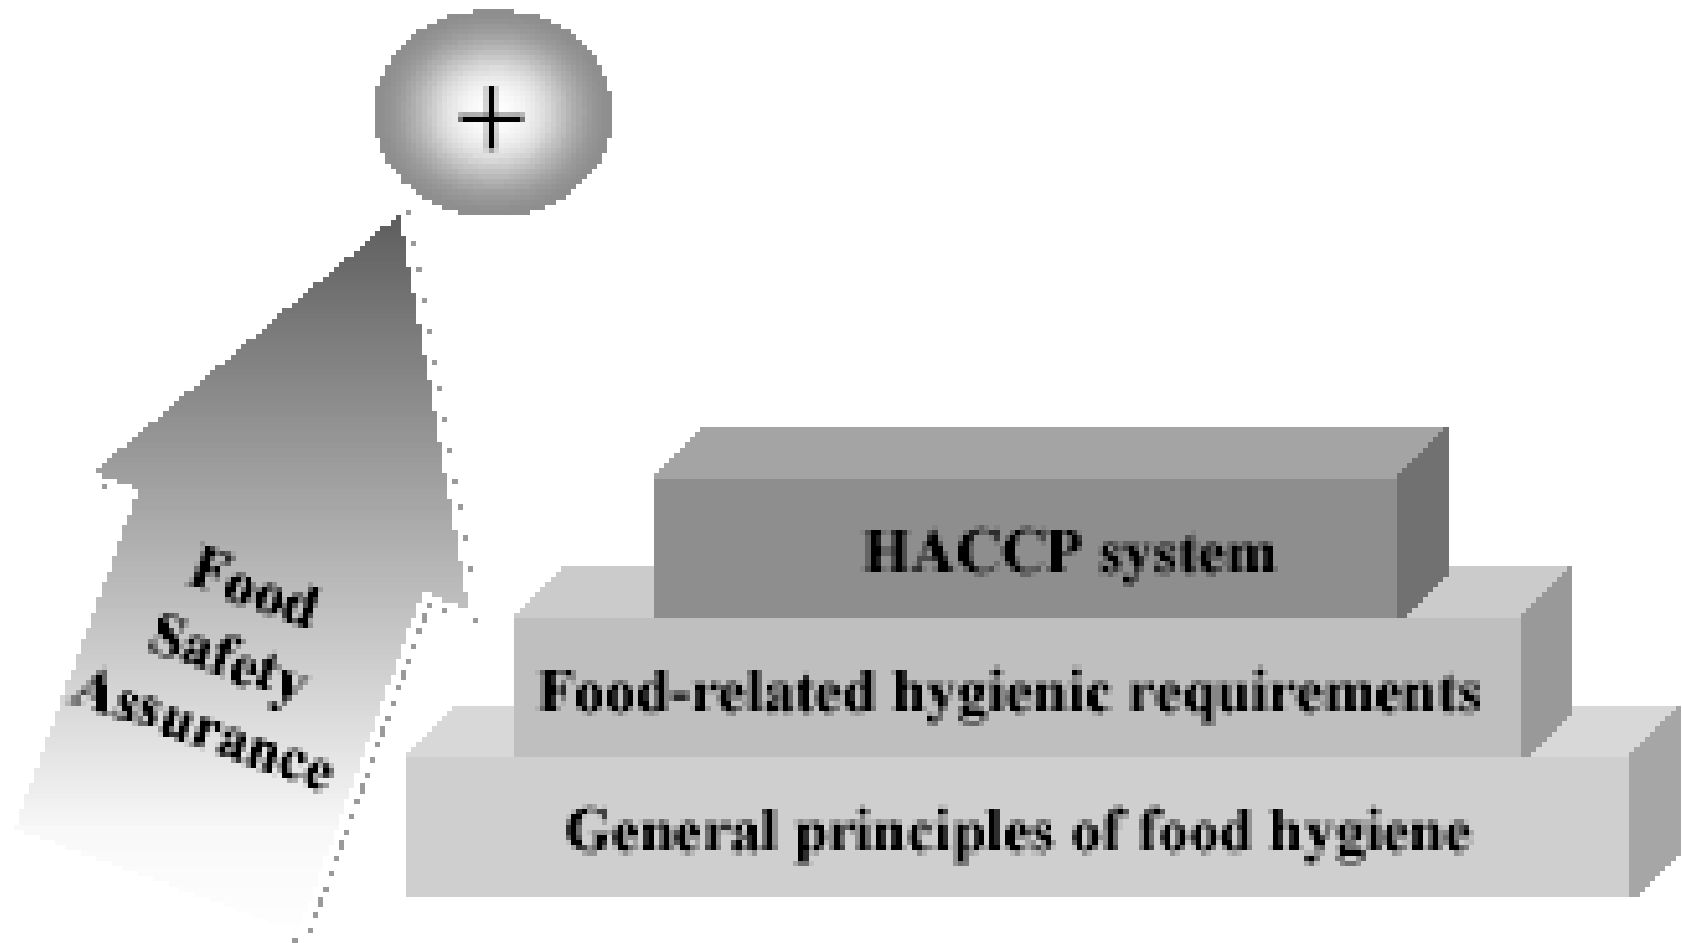 +
HACCP system
Food
Safety
Assurance
Food-related hygienic requirements
General principles of food hygiene